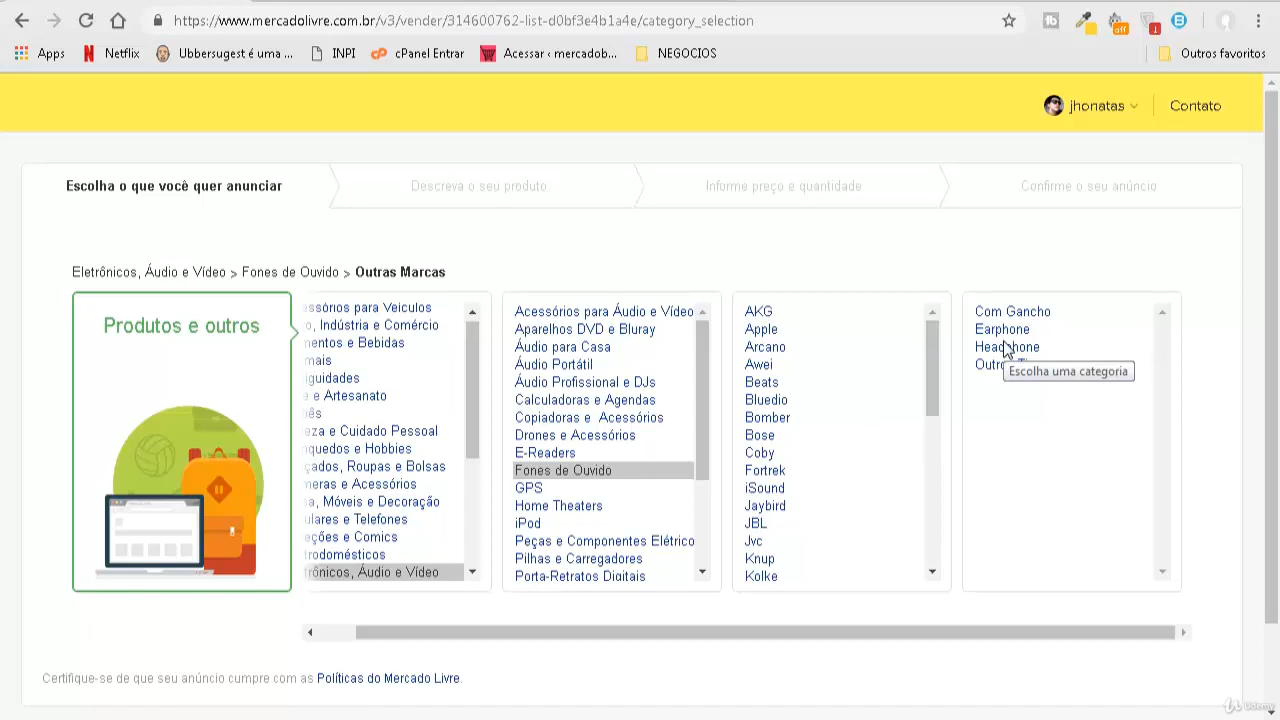 https://www.mercadolivre.com.br/v3/vender/314600762-list-d0bf3e4b1a4e/category_selection
off
1
Apps
Netflix
Ubbersugest é uma ...
INPI
cPanel Entrar
Acessar ‹ mercadob...
NEGOCIOS
Outros favoritos
jhonatas
Contato
Escolha o que você quer anunciar
Descreva o seu produto
Informe preço e quantidade
Confirme o seu anúncio
Eletrônicos, Áudio e Vídeo > Fones de Ouvido > Outras Marcas
Produtos e outros
ssórios para Veiculos
o, Indústria e Comércio
mentos e Bebidas
mais
iguidades
e e Artesanato
ês
eza e Cuidado Pessoal
nquedos e Hobbies
çados, Roupas e Bolsas
meras e Acessórios
sa, Móveis e Decoração
ulares e Telefones
eções e Comics
trodomésticos
trônicos, Áudio e Vídeo
Acessórios para Áudio e Vídeo
Aparelhos DVD e Bluray
Áudio para Casa
Áudio Portátil
Áudio Profissional e DJs
Calculadoras e Agendas
Copiadoras e Acessórios
Drones e Acessórios
E-Readers
Fones de Ouvido
GPS
Home Theaters
iPod
Peças e Componentes Elétrico
Pilhas e Carregadores
Porta-Retratos Digitais
AKG
Apple
Arcano
Awei
Beats
Bluedio
Bomber
Bose
Coby
Fortrek
iSound
Jaybird
JBL
Jvc
Knup
Kolke
Com Gancho
Earphone
Headphone
Escolha uma categoria
Certifique-se de que seu anúncio cumpre com as Políticas do Mercado Livre.
Udemy